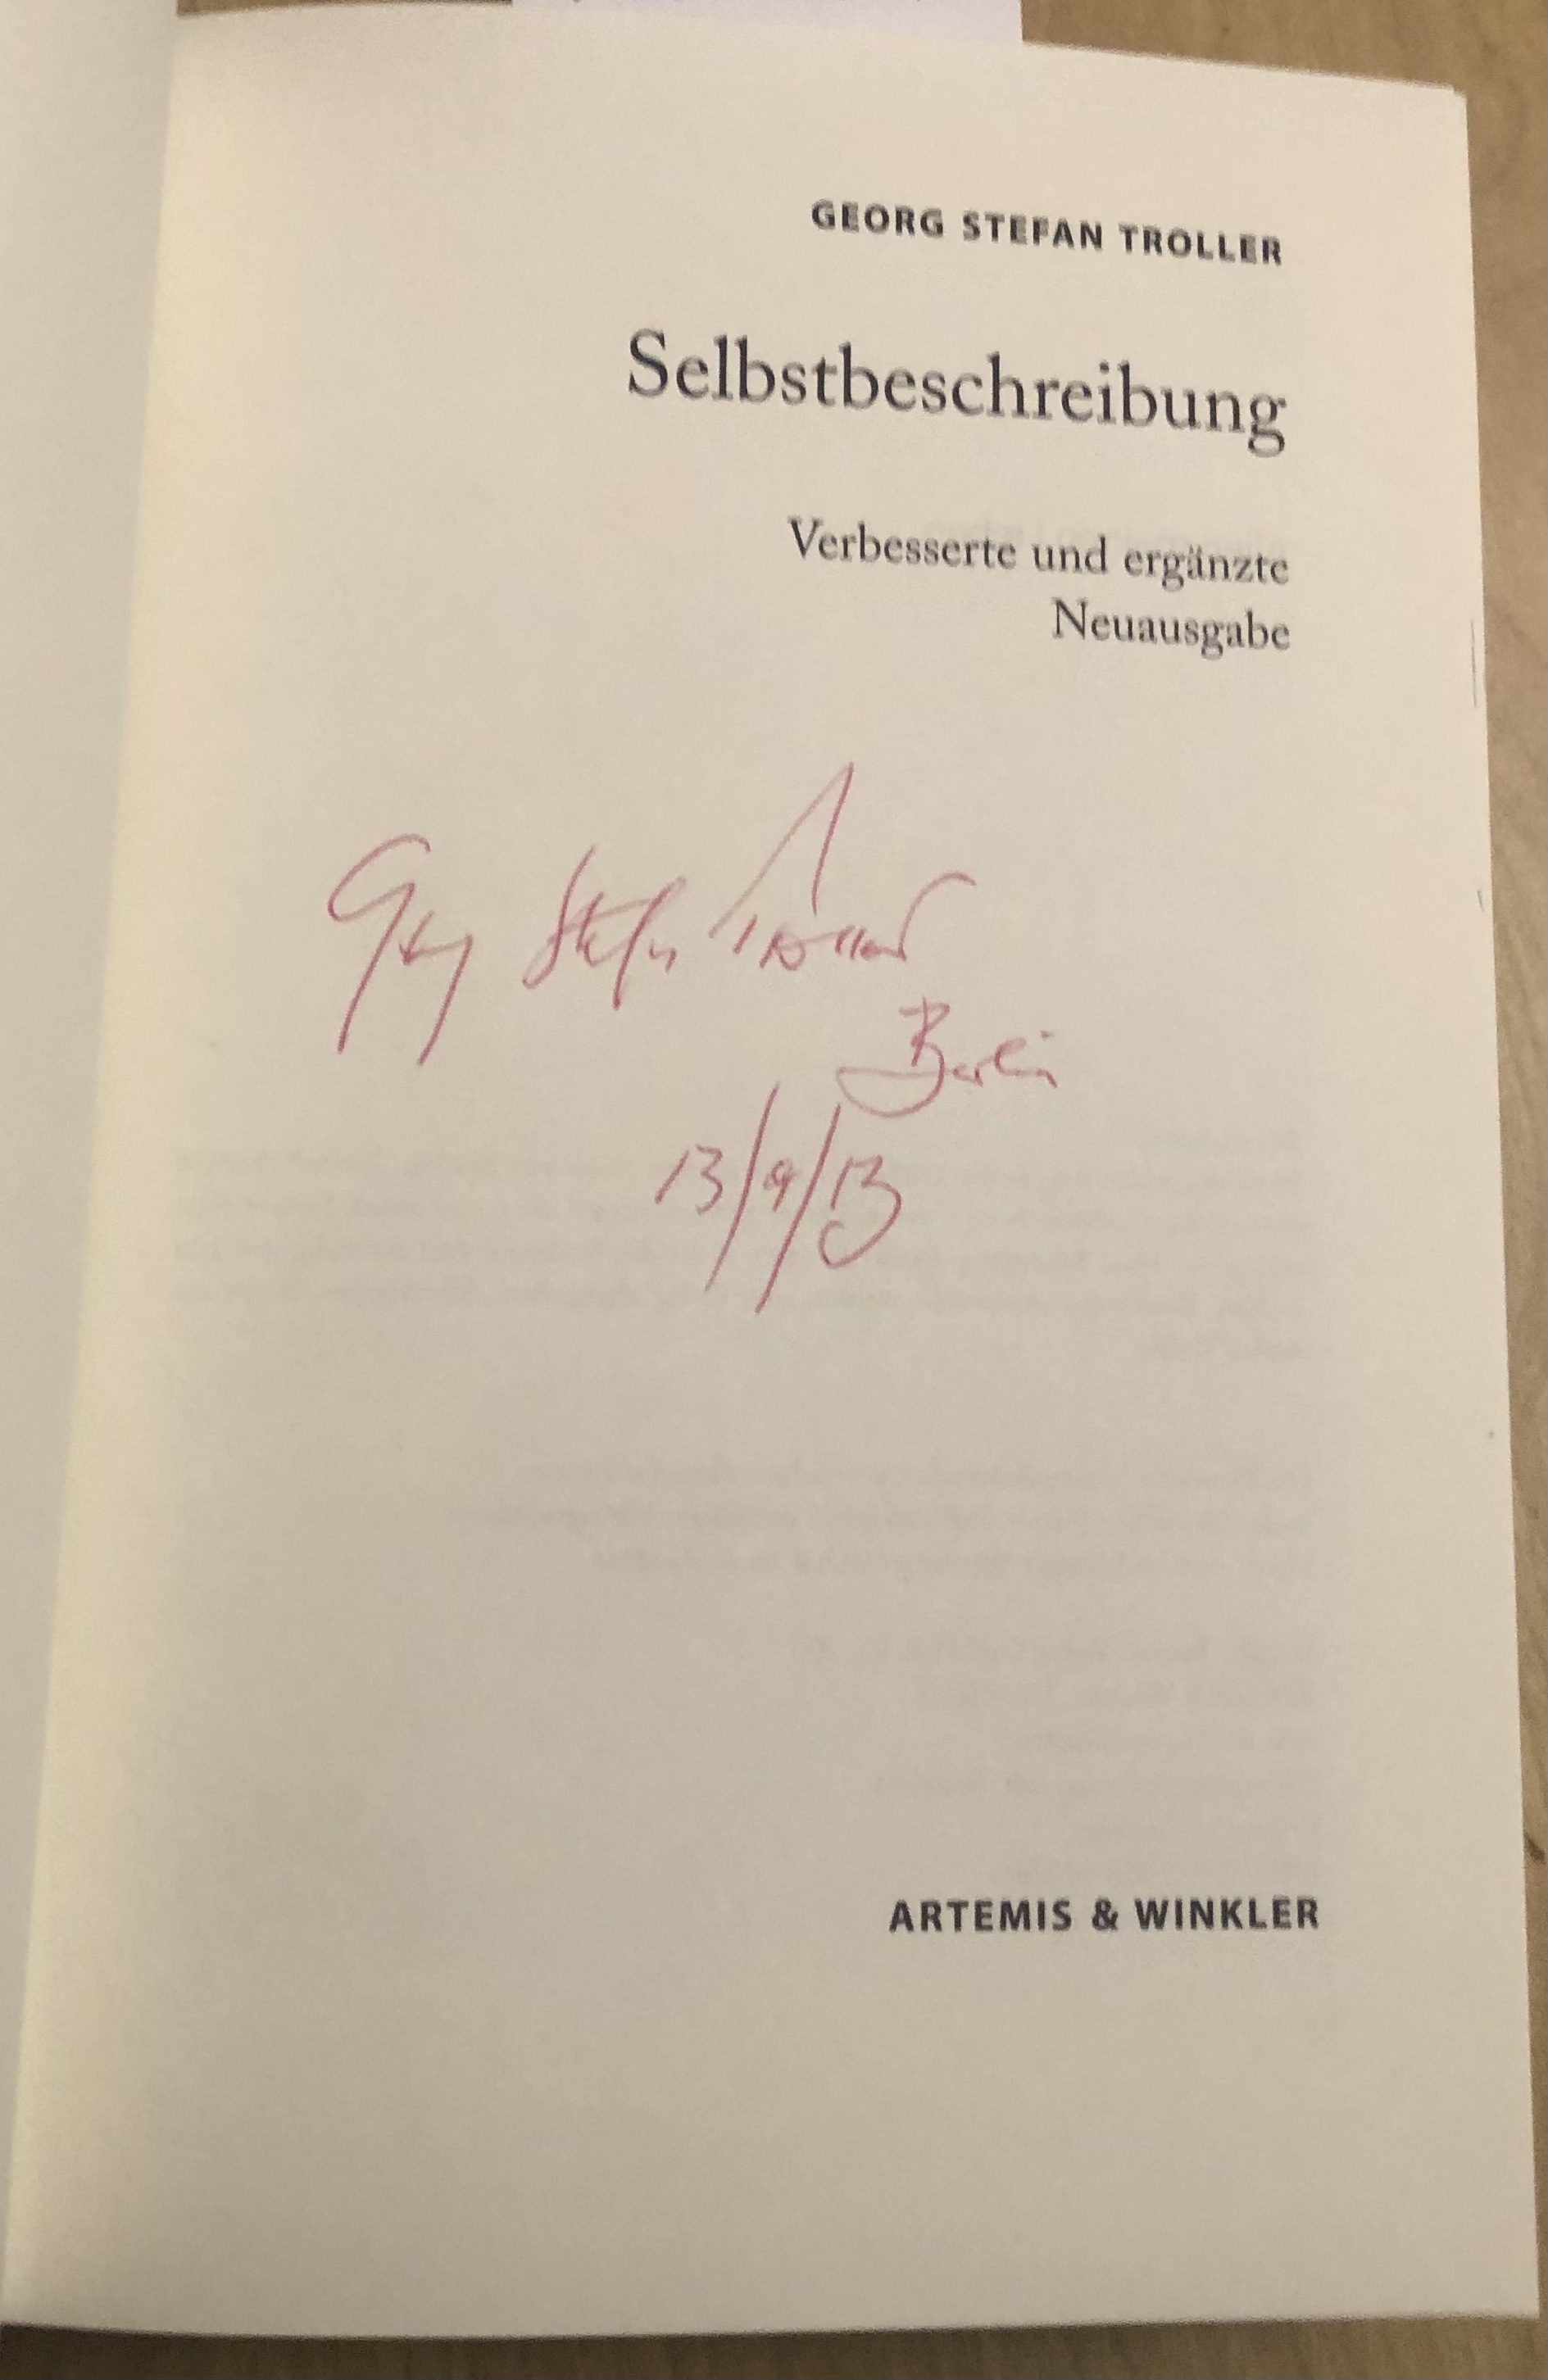 GEORG STEFAN TROLLER
Selbstbeschreibung
Verbesserte und ergänzte
Neuausgabe
Georg Stefan Troller
Berlin
13/9/13
ARTEMIS & WINKLER